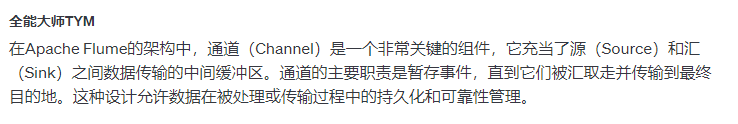 全能大师TYM
在Apache Flume的架构中，通道（Channel）是一个非常关键的组件，它充当了源（Source）和汇
（Sink）之间数据传输的中间缓冲区。通道的主要职责是暂存事件，直到它们被汇取走并传输到最终
目的地。这种设计允许数据在被处理或传输过程中的持久化和可靠性管理。